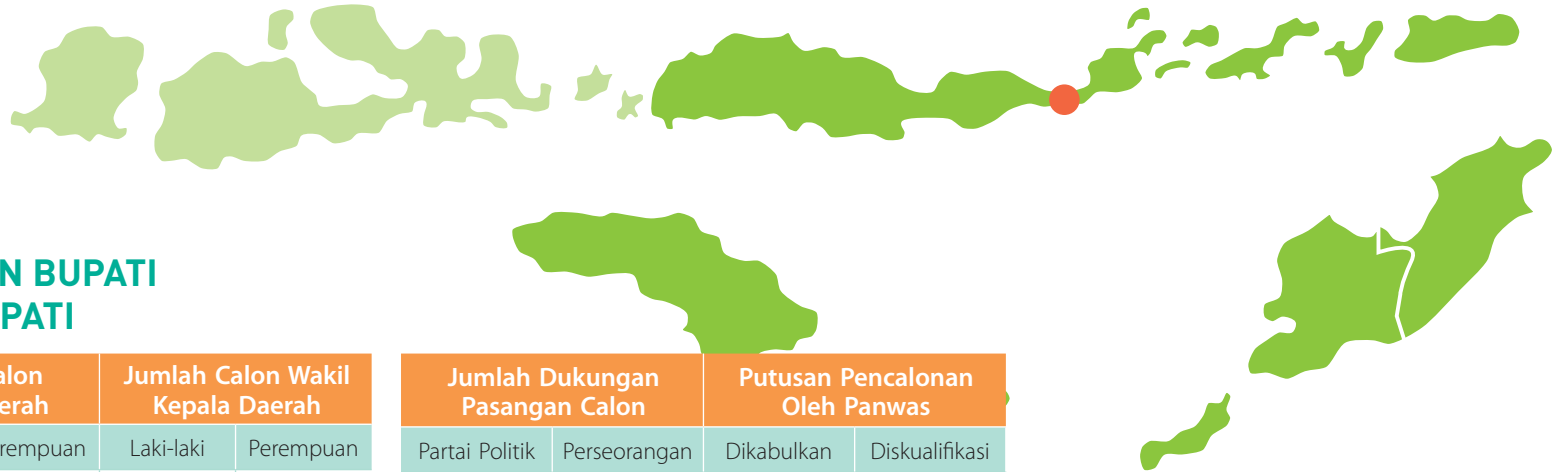 N BUPATI
PATI
alon
erah
Jumlah Calon Wakil
Kepala Daerah
Jumlah Dukungan
Pasangan Calon
Putusan Pencalonan
Oleh Panwas
rempuan
Laki-laki
Perempuan
Partai Politik
Perseorangan
Dikabulkan
Diskualifikasi